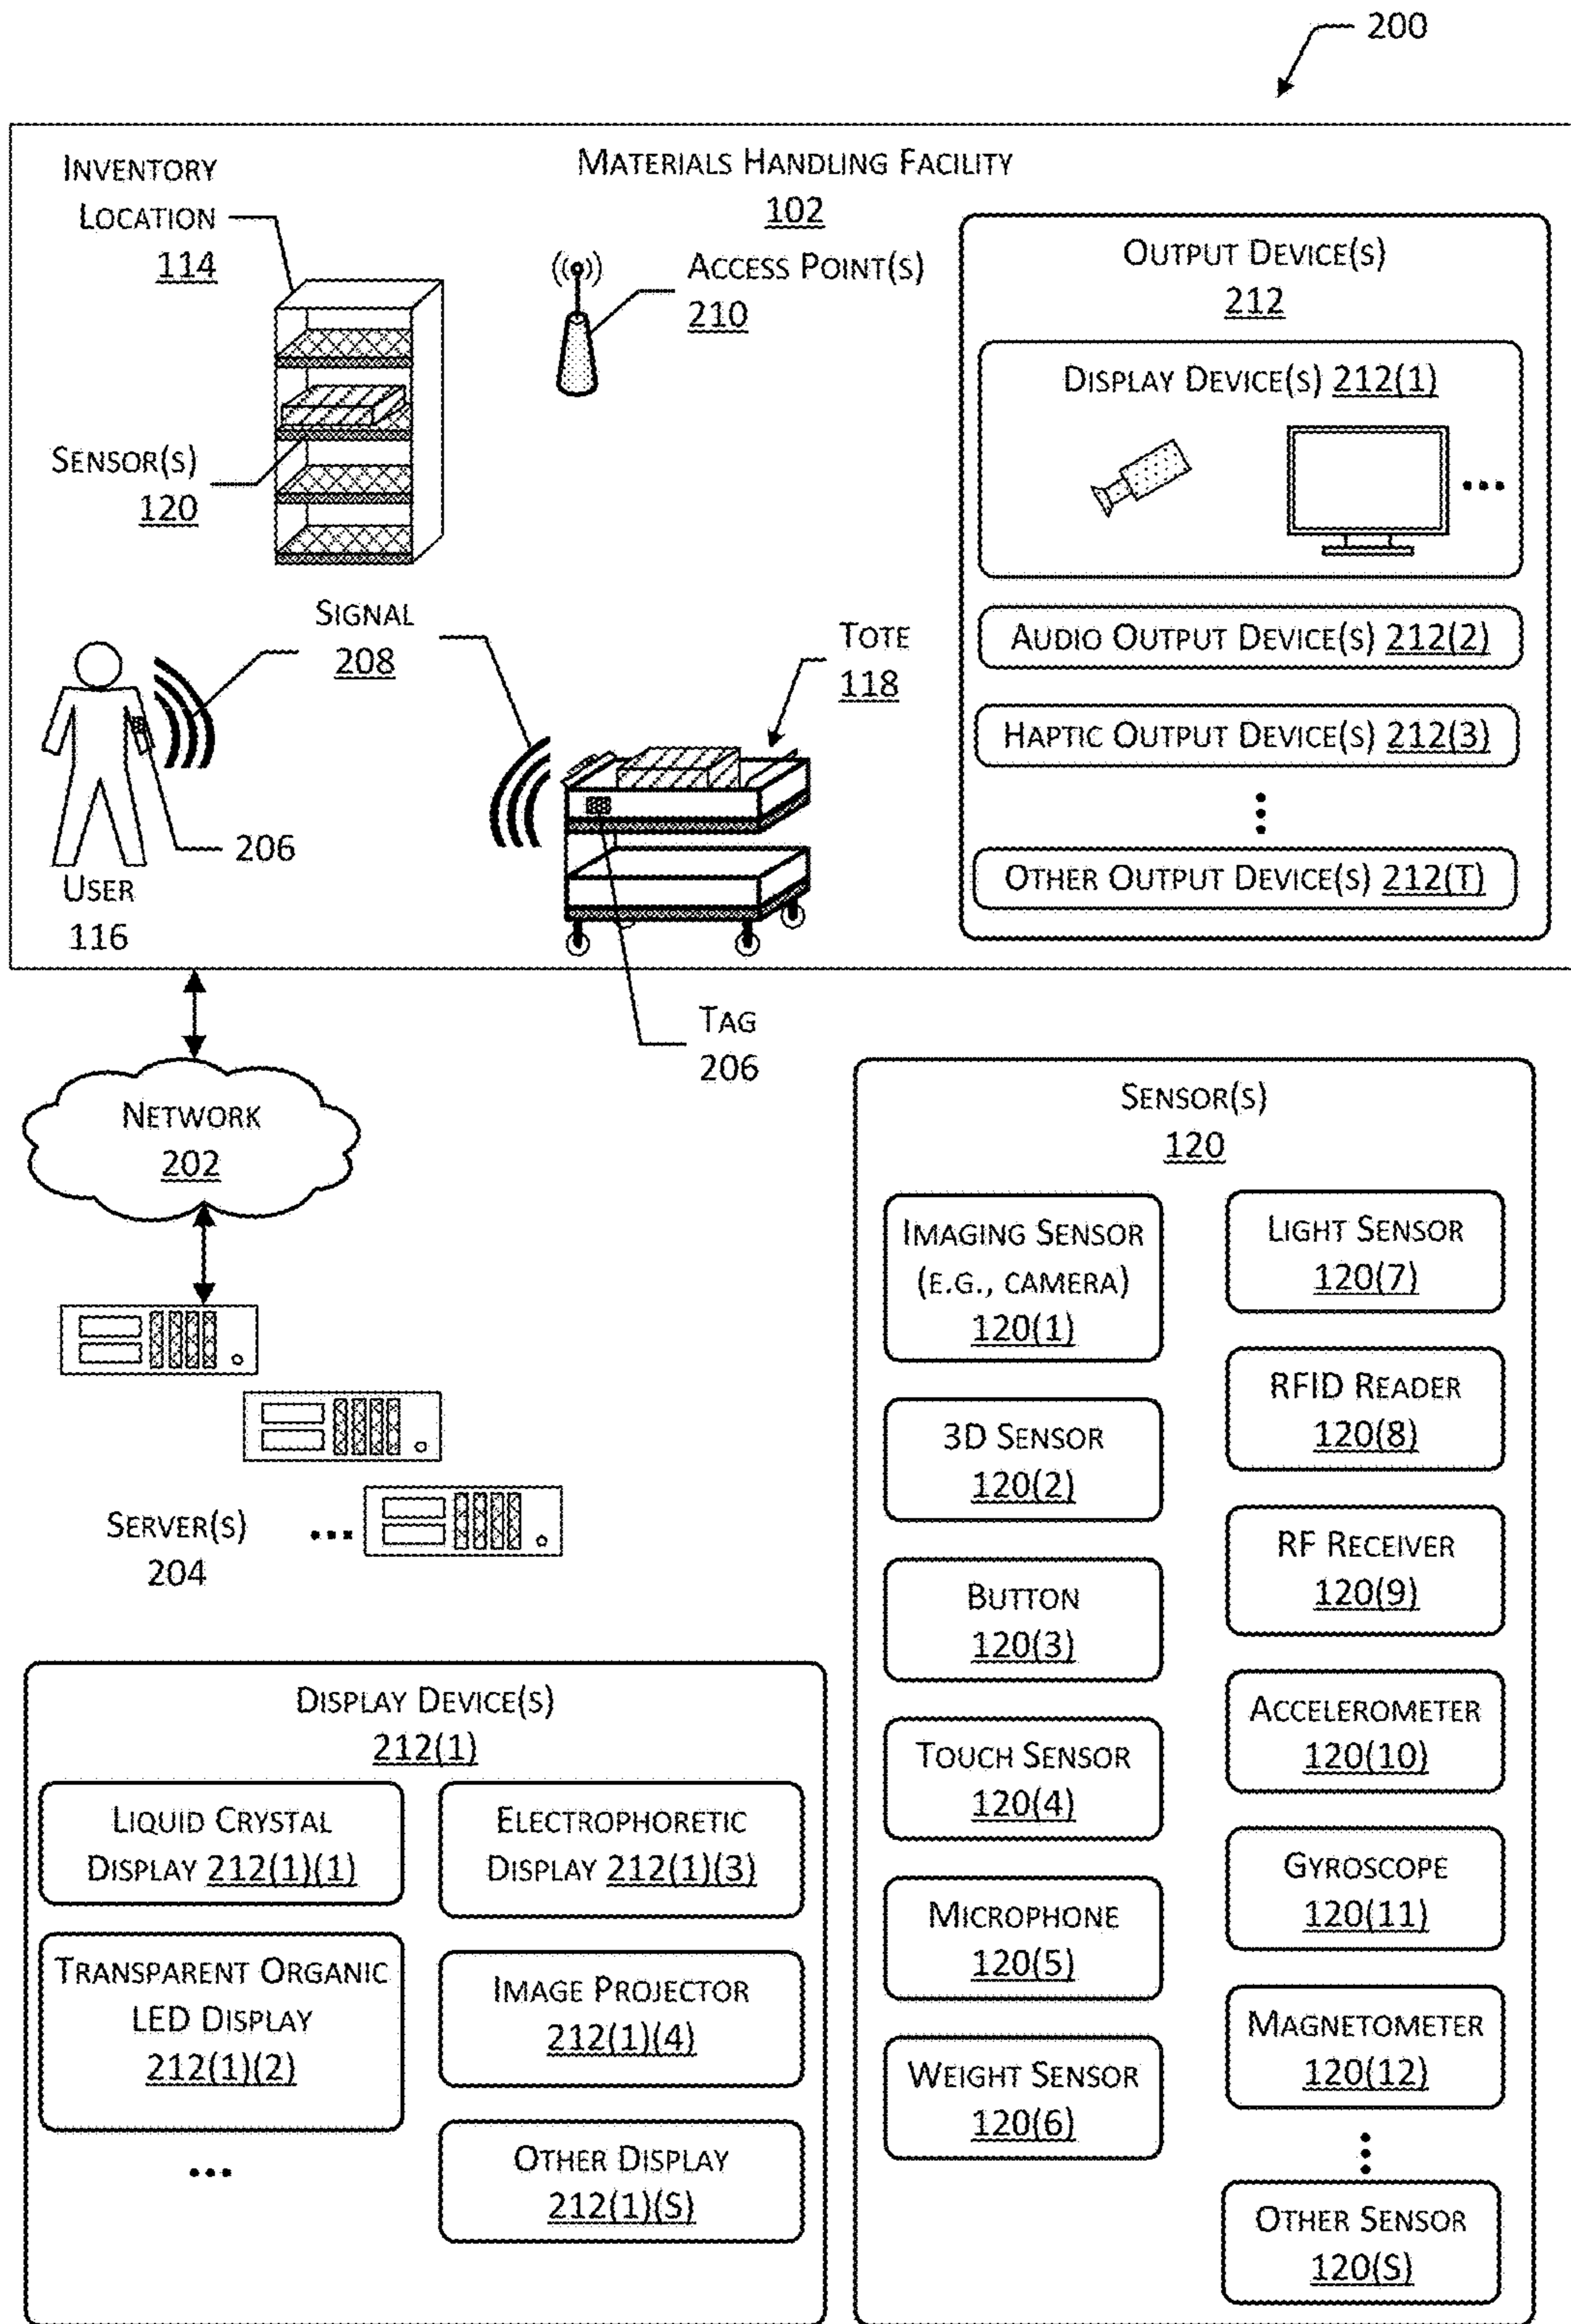 200
INVENTORY
LOCATION
114
MATERIALS HANDLING FACILITY
102
ACCESS POINT(S)
210
SENSOR(S)
120
SIGNAL
208
TOTE
118
206
USER
116
TAG
206
OUTPUT DEVICE(S)
212
DISPLAY DEVICE(S) 212(1)
...
AUDIO OUTPUT DEVICE(S) 212(2)
HAPTIC OUTPUT DEVICE(S) 212(3)
OTHER OUTPUT DEVICE(S) 212(T)
NETWORK
202
SERVER(S)
204
...
DISPLAY DEVICE(S)
212(1)
LIQUID CRYSTAL
DISPLAY 212(1)(1)
TRANSPARENT ORGANIC
LED DISPLAY
212(1)(2)
...
ELECTROPHORETIC
DISPLAY 212(1)(3)
IMAGE PROJECTOR
212(1)(4)
OTHER DISPLAY
212(1)(S)
SENSOR(S)
120
IMAGING SENSOR
(E.G., CAMERA)
120(1)
3D SENSOR
120(2)
BUTTON
120(3)
TOUCH SENSOR
120(4)
MICROPHONE
120(5)
WEIGHT SENSOR
120(6)
LIGHT SENSOR
120(7)
RFID READER
120(8)
RF RECEIVER
120(9)
ACCELEROMETER
120(10)
GYROSCOPE
120(11)
MAGNETOMETER
120(12)
OTHER SENSOR
120(S)